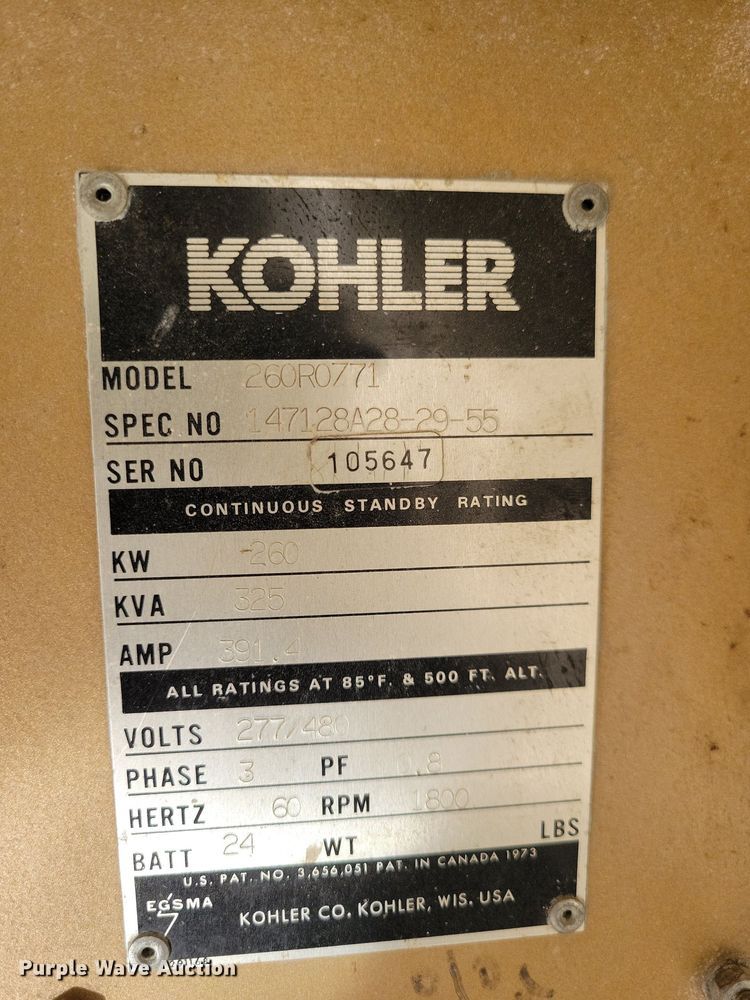 KOHLER
MODEL 260R0771
SPEC NO 147128A28-29-55
SER NO 105647
CONTINUOUS STANDBY RATING
KW 260
KVA 325
AMP 391.4
ALL RATINGS AT 85°F. & 500 FT. ALT.
VOLTS 277/480
PHASE 3 PF 0.8
HERTZ 60 RPM 1800
BATT 24 WT LBS
U.S. PAT. NO. 3,656,051 PAT. IN CANADA 1973
EGSMA
KOHLER CO. KOHLER, WIS. USA
Purple Wave Auction